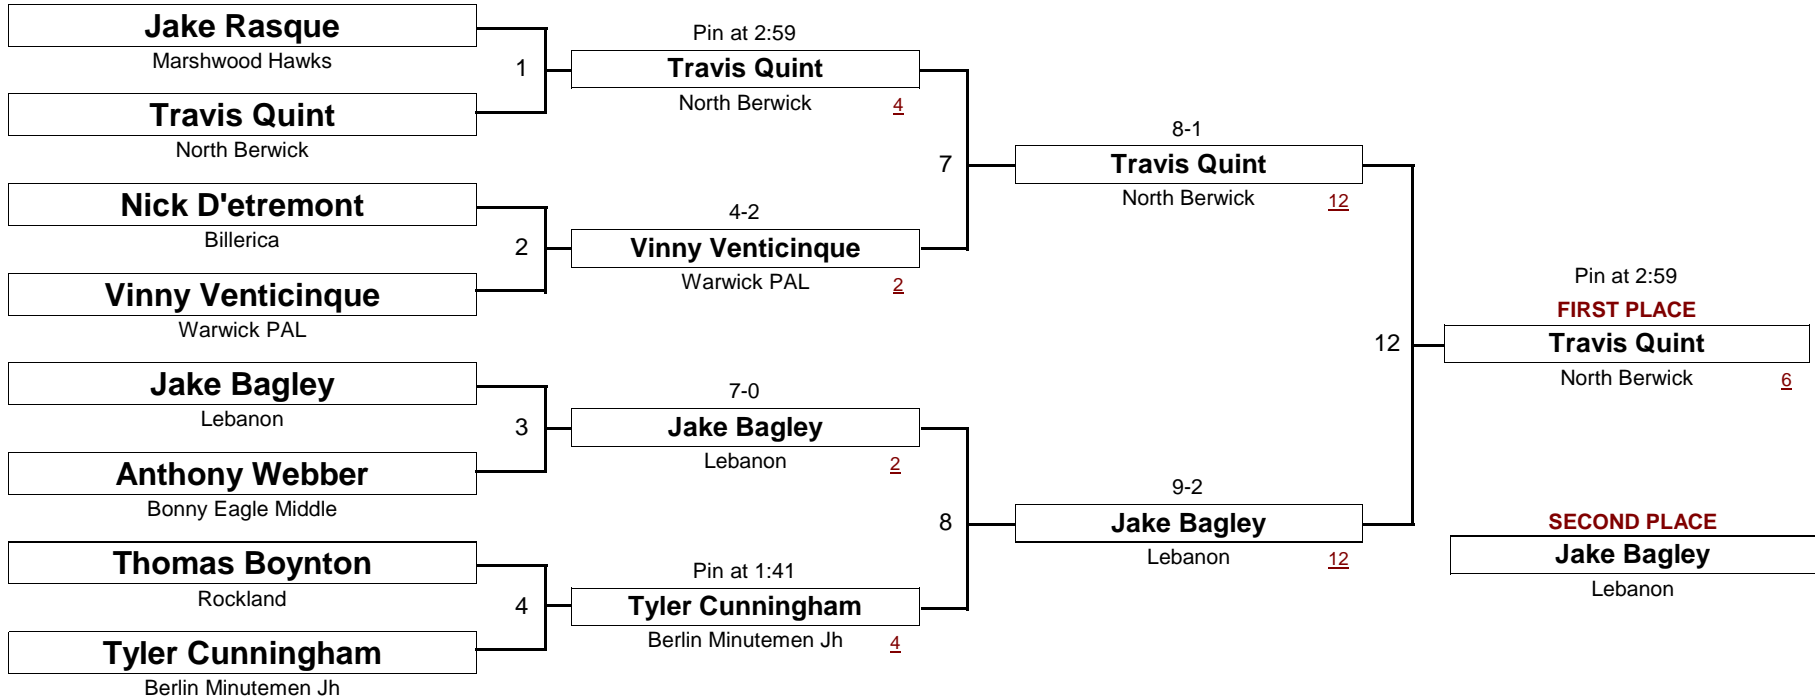 Jake Rasque
Marshwood Hawks
1
Travis Quint
North Berwick
Nick D'etremont
Billerica
2
Vinny Venticinque
Warwick PAL
Jake Bagley
Lebanon
3
Anthony Webber
Bonny Eagle Middle
Thomas Boynton
Rockland
4
Tyler Cunningham
Berlin Minutemen Jh
Pin at 2:59
Travis Quint
North Berwick
4
7
4-2
Vinny Venticinque
Warwick PAL
2
7-0
Jake Bagley
Lebanon
2
8
Pin at 1:41
Tyler Cunningham
Berlin Minutemen Jh
4
8-1
Travis Quint
North Berwick
12
12
9-2
Jake Bagley
Lebanon
12
Pin at 2:59
FIRST PLACE
Travis Quint
North Berwick
6
SECOND PLACE
Jake Bagley
Lebanon